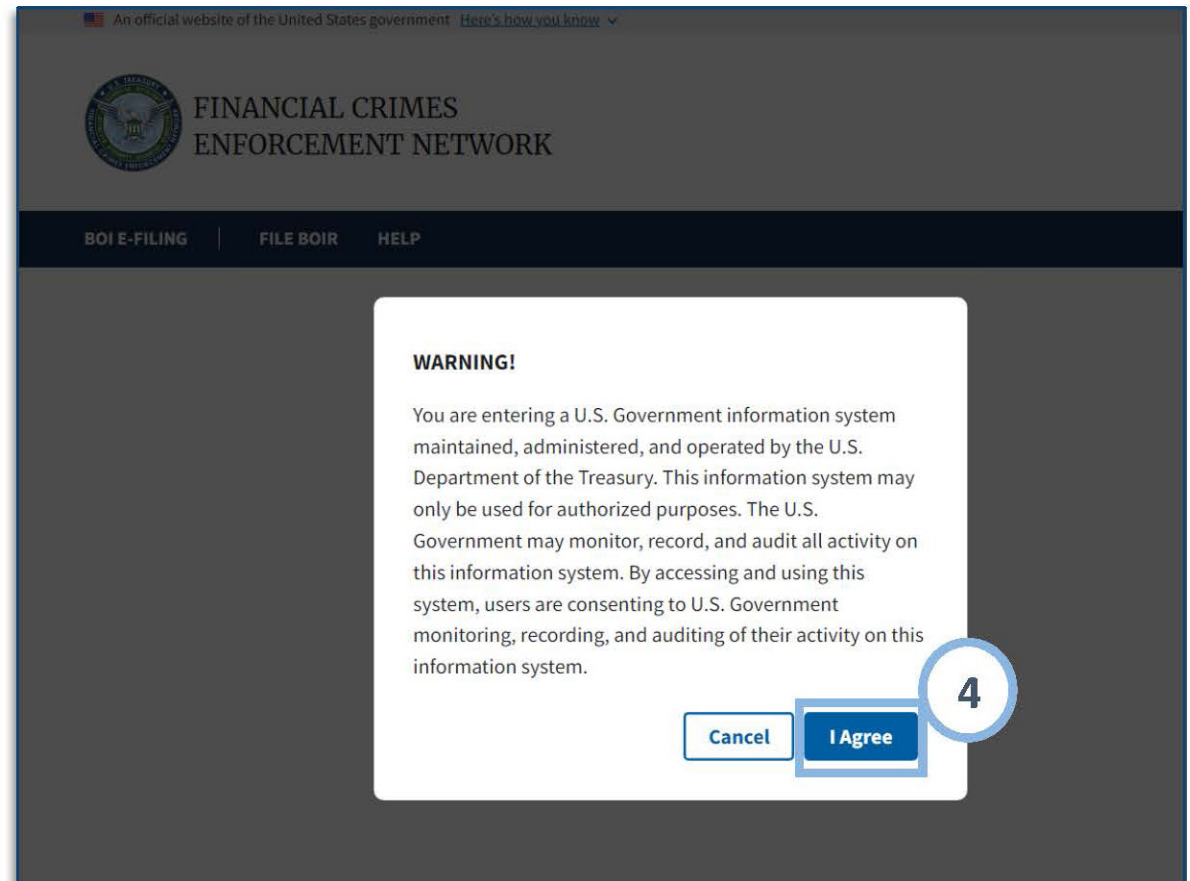 An official website of the United States government Here's how you know
FINANCIAL CRIMES
ENFORCEMENT NETWORK
BOI E-FILING | FILE BOIR HELP
WARNING!
You are entering a U.S. Government information system
maintained, administered, and operated by the U.S.
Department of the Treasury. This information system may
only be used for authorized purposes. The U.S.
Government may monitor, record, and audit all activity on
this information system. By accessing and using this
system, users are consenting to U.S. Government
monitoring, recording, and auditing of their activity on this
information system.
4
Cancel I Agree